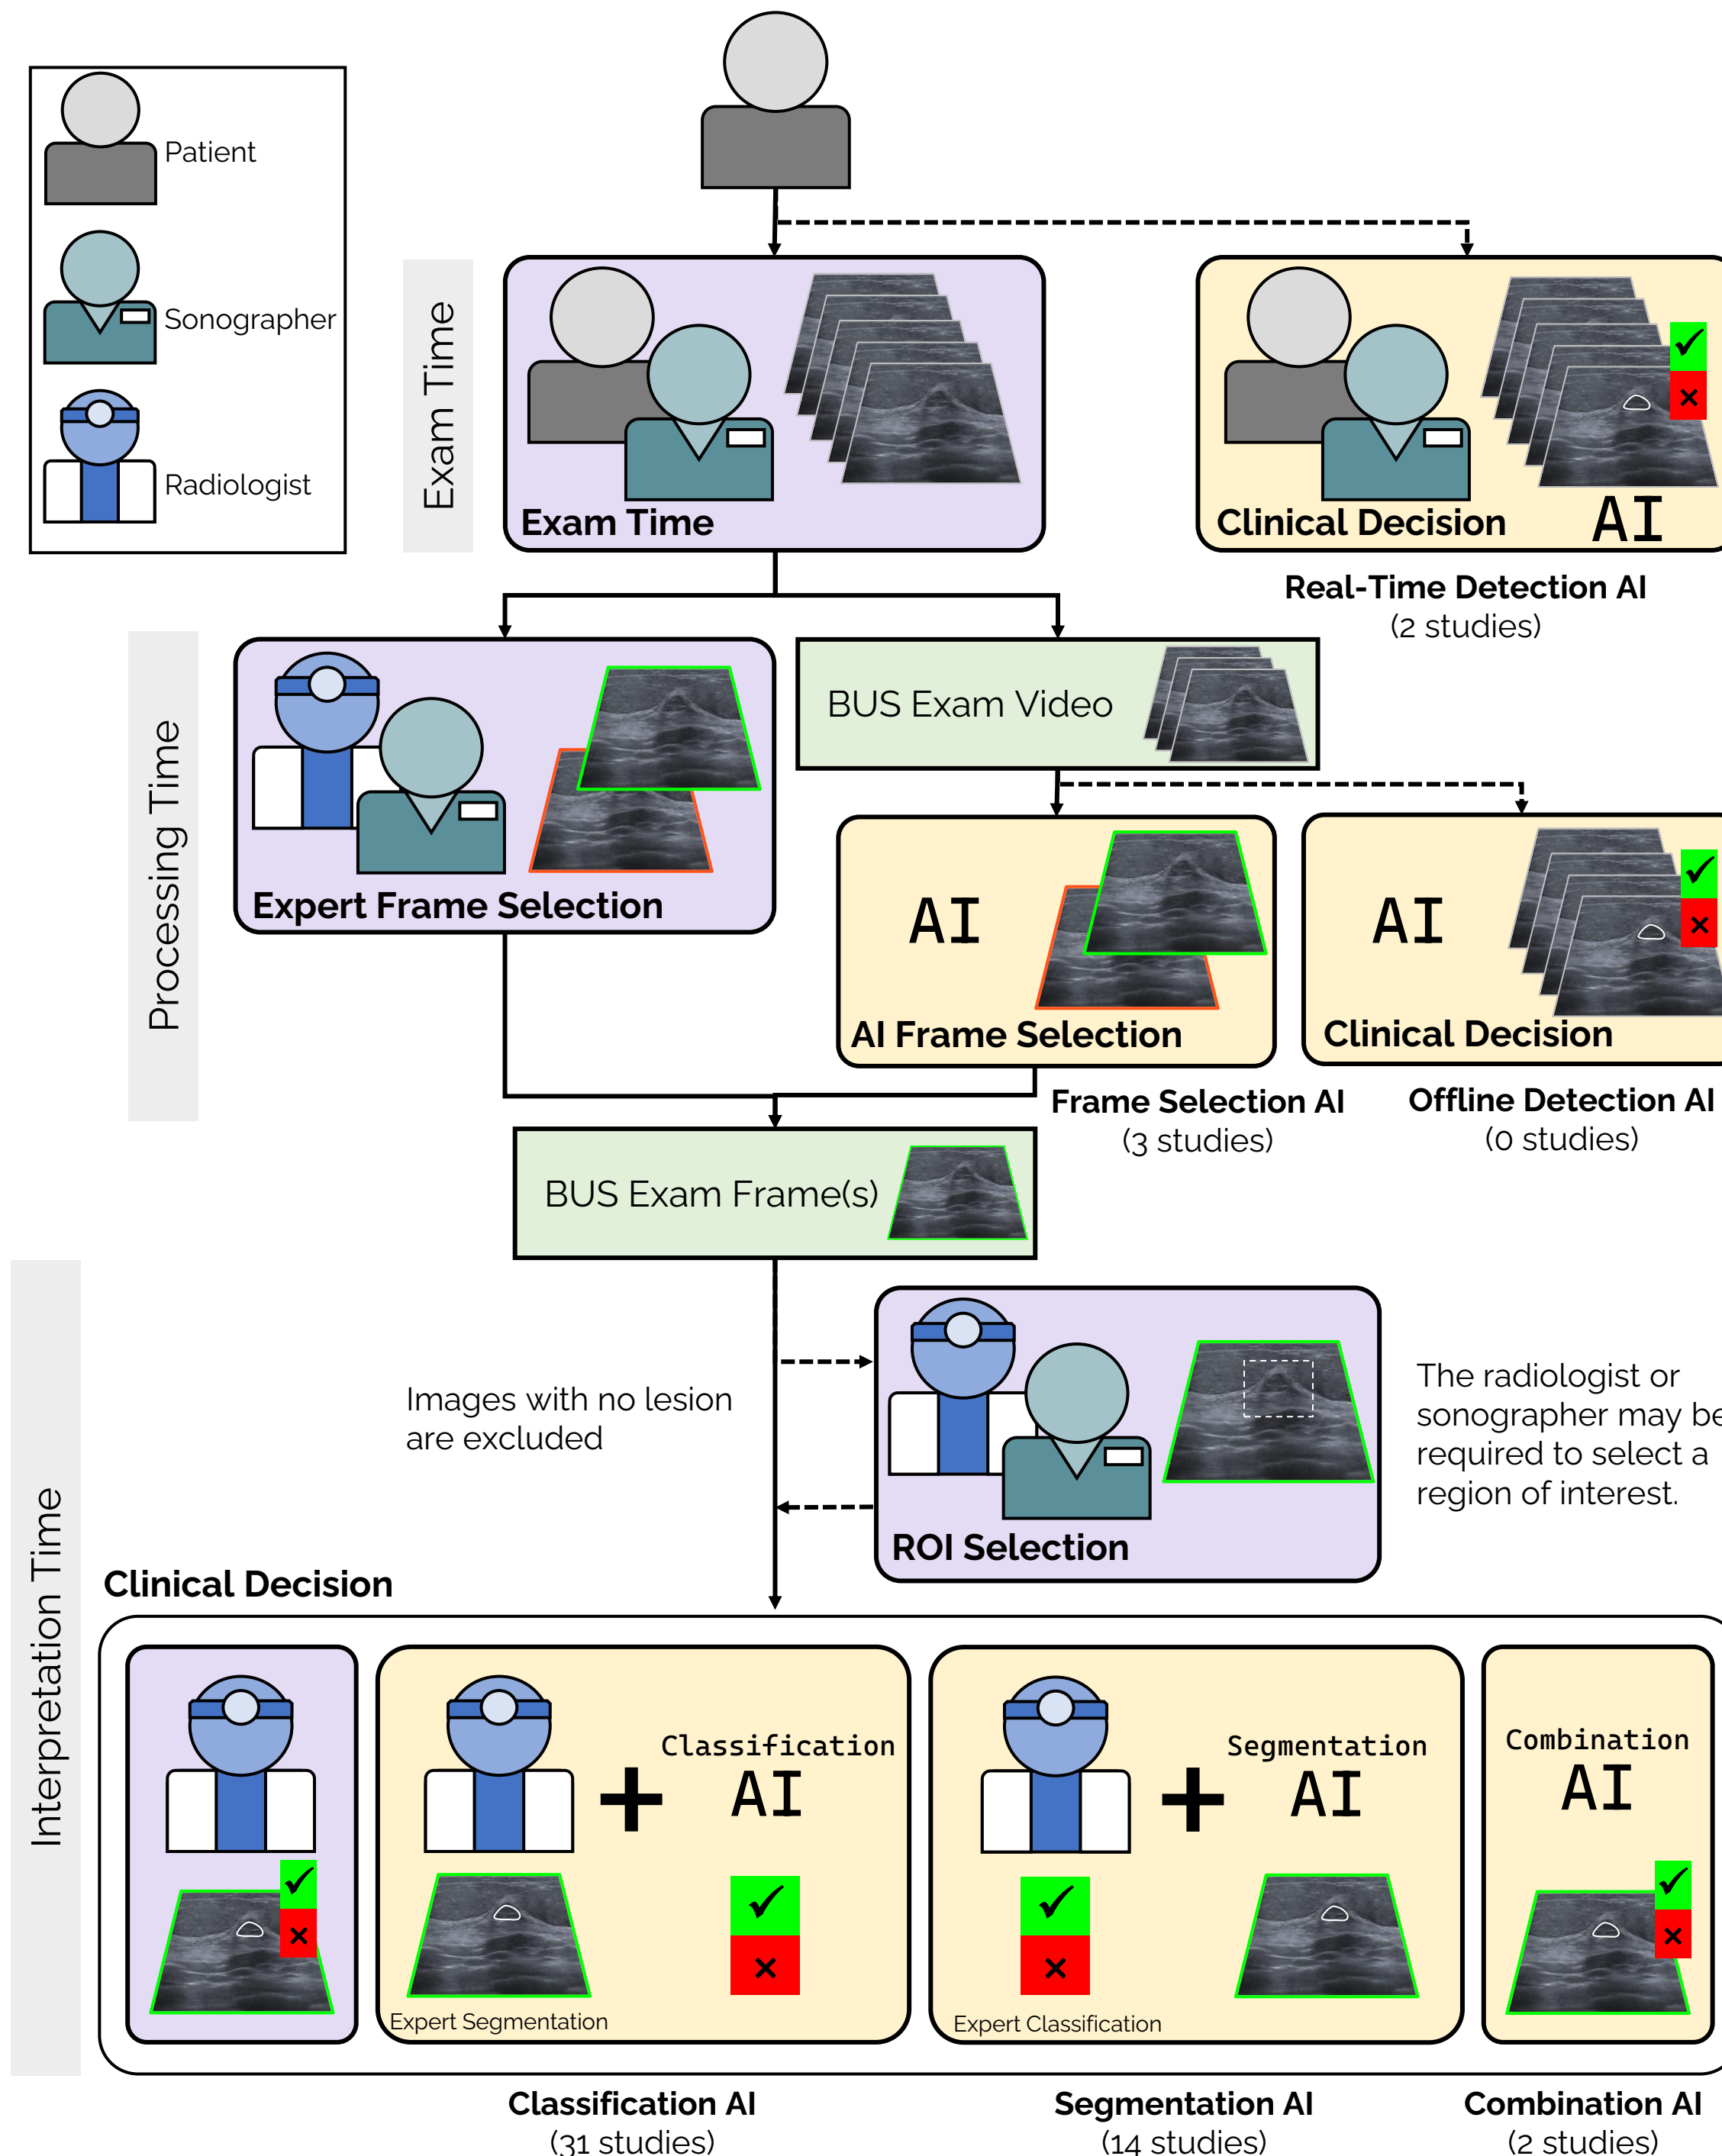 Patient
Sonographer
Radiologist
Exam Time
Exam Time
Clinical Decision
AI
Real-Time Detection AI
(2 studies)
Processing Time
Expert Frame Selection
BUS Exam Video
AI
AI Frame Selection
AI
Clinical Decision
Frame Selection AI
(3 studies)
Offline Detection AI
(0 studies)
BUS Exam Frame(s)
Interpretation Time
Images with no lesion
are excluded
ROI Selection
The radiologist or
sonographer may be
required to select a
region of interest.
Clinical Decision
Classification
AI
Expert Segmentation
Segmentation
AI
Expert Classification
Combination
AI
Classification AI
(31 studies)
Segmentation AI
(14 studies)
Combination AI
(2 studies)